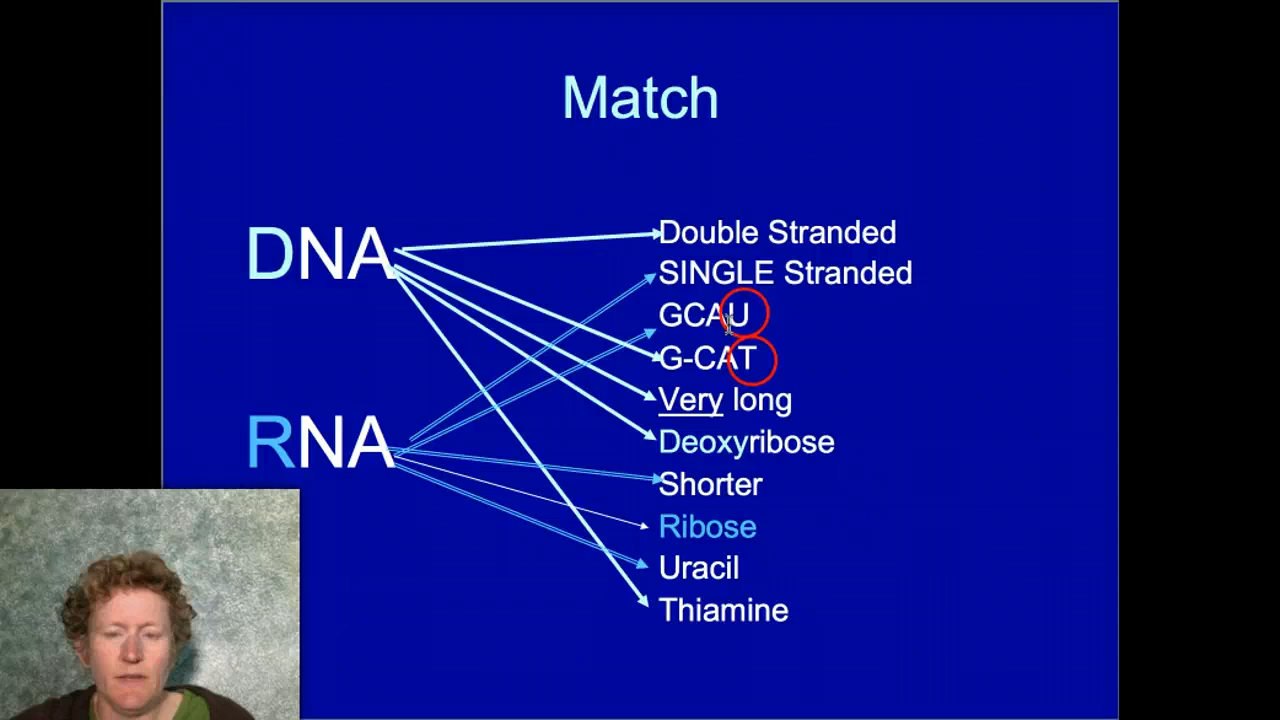 Match
DNA
RNA
Double Stranded
SINGLE Stranded
GCAU
G-CAT
Very long
Deoxyribose
Shorter
Ribose
Uracil
Thiamine